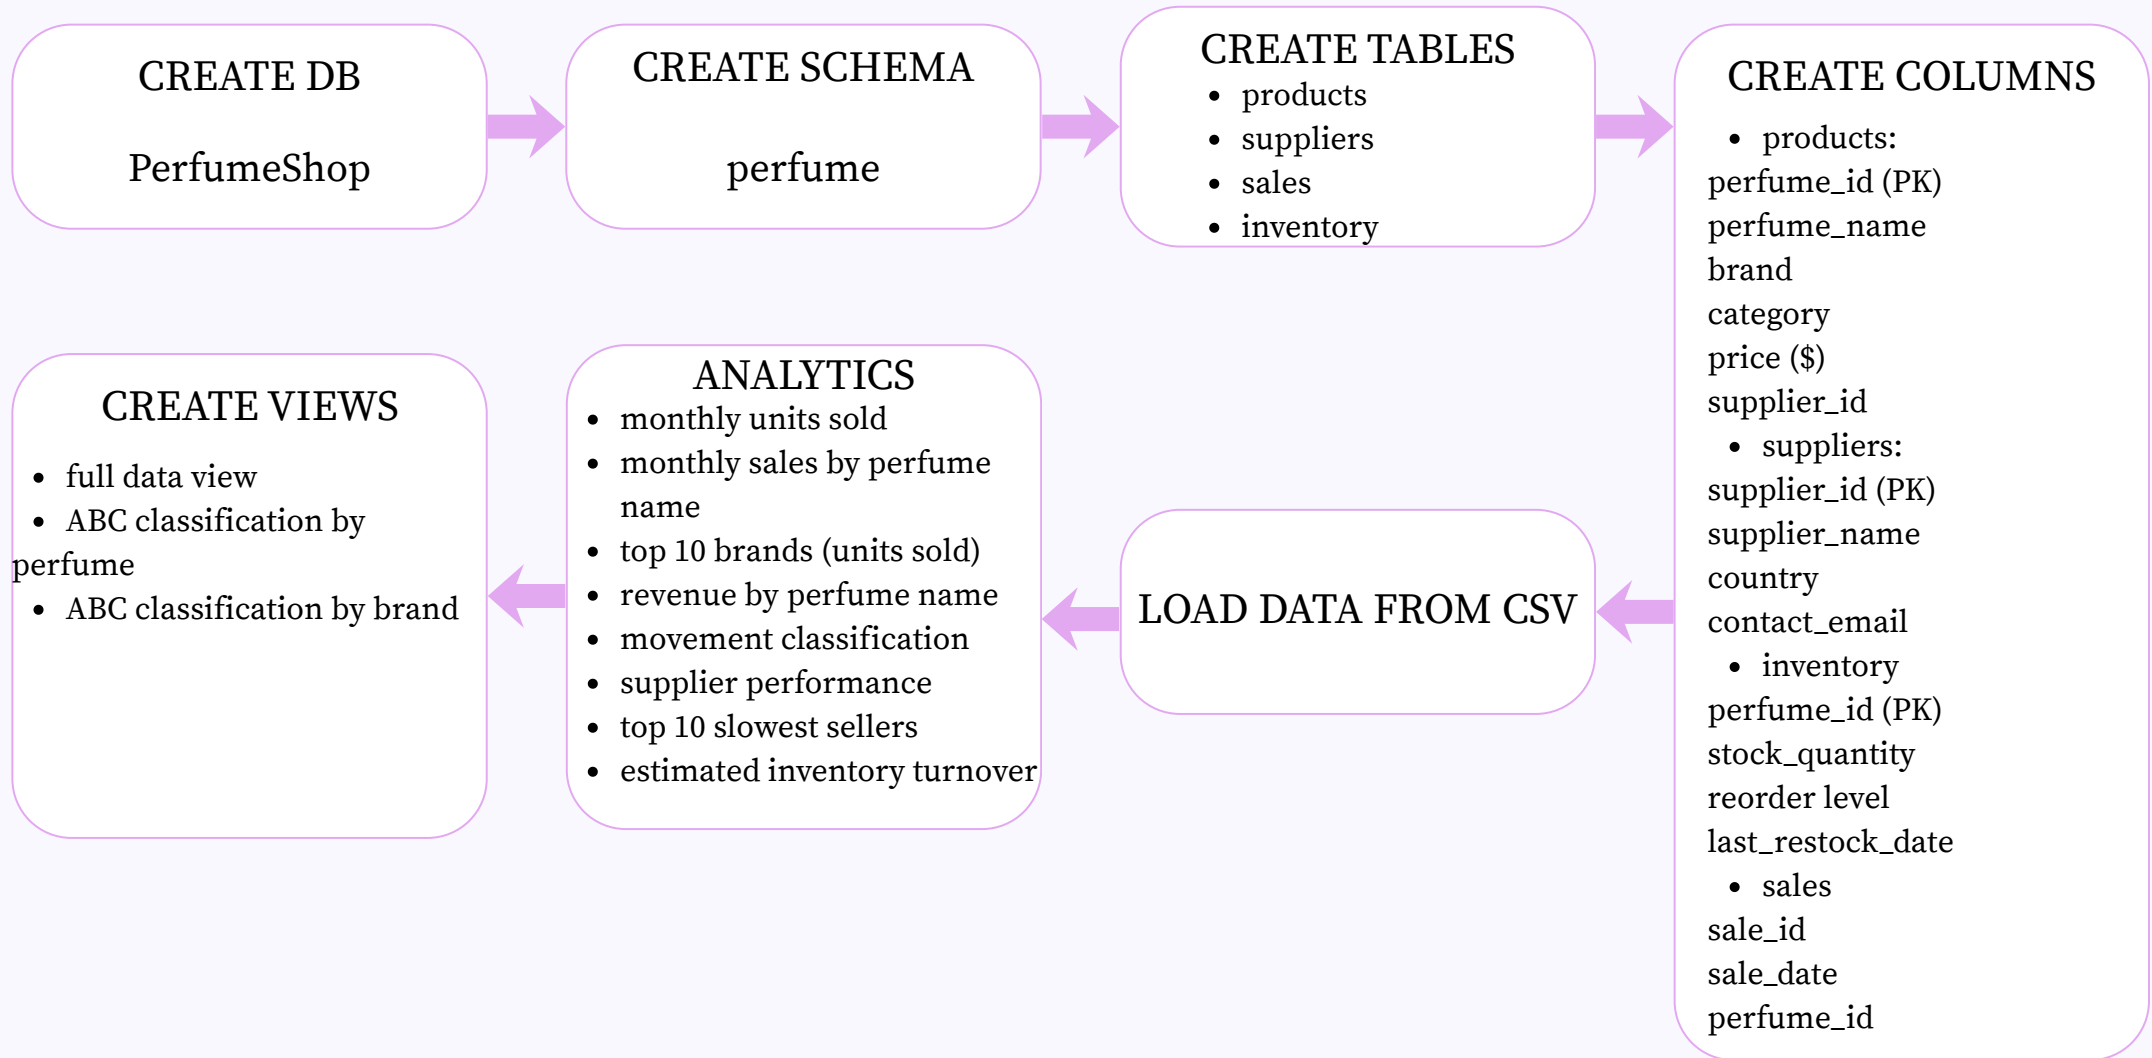 CREATE DB
PerfumeShop
CREATE SCHEMA
perfume
CREATE TABLES
• products
• suppliers
• sales
• inventory
CREATE COLUMNS
• products:
perfume_id (PK)
perfume_name
brand
category
price ($)
supplier_id
• suppliers:
supplier_id (PK)
supplier_name
country
contact_email
• inventory
perfume_id (PK)
stock_quantity
reorder level
last_restock_date
• sales
sale_id
sale_date
perfume_id
LOAD DATA FROM CSV
ANALYTICS
• monthly units sold
• monthly sales by perfume
name
• top 10 brands (units sold)
• revenue by perfume name
• movement classification
• supplier performance
• top 10 slowest sellers
• estimated inventory turnover
CREATE VIEWS
• full data view
• ABC classification by
perfume
• ABC classification by brand